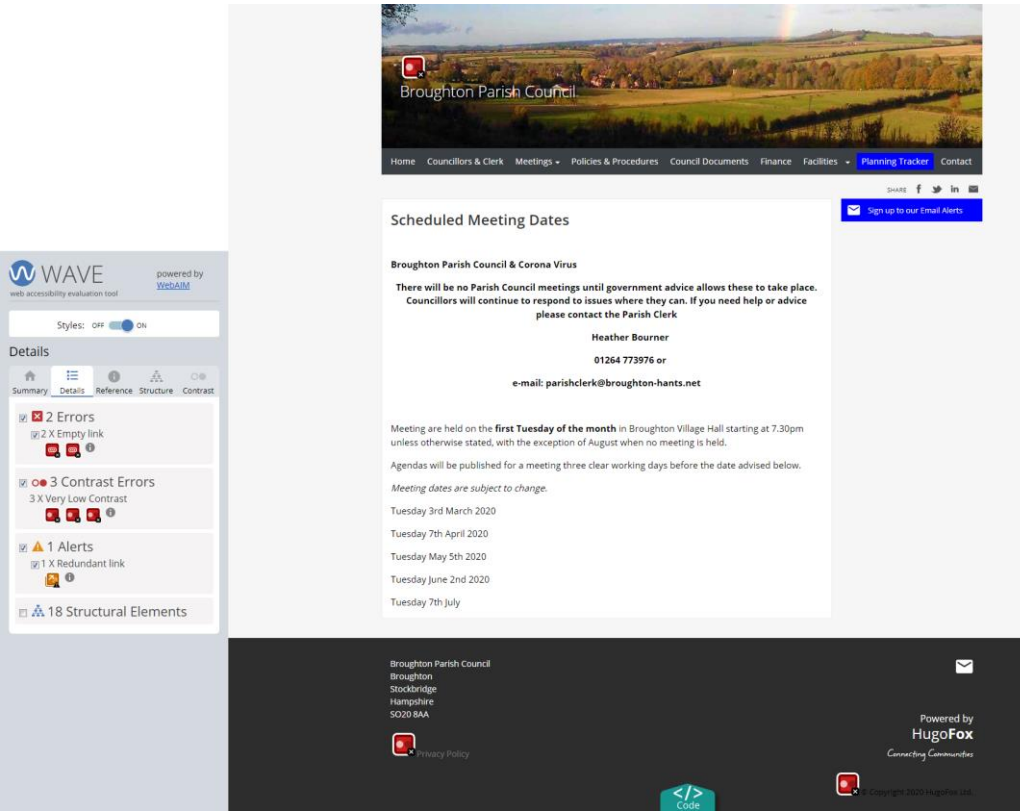 WAVE
web accessibility evaluation tool
powered by
WebAIM
Styles: OFF ON
Details
Summary Details Reference Structure Contrast
2 Errors
2 X Empty link
3 Contrast Errors
3 X Very Low Contrast
1 Alerts
1 X Redundant link
18 Structural Elements
Broughton Parish Council
Home Councillors & Clerk Meetings Policies & Procedures Council Documents Finance Facilities Planning Tracker Contact
SHARE
Sign up to our Email Alerts
Scheduled Meeting Dates
Broughton Parish Council & Corona Virus
There will be no Parish Council meetings until government advice allows these to take place.
Councillors will continue to respond to issues where they can. If you need help or advice
please contact the Parish Clerk
Heather Bourner
01264 773976 or
e-mail: parishclerk@broughton-hants.net
Meeting are held on the first Tuesday of the month in Broughton Village Hall starting at 7.30pm
unless otherwise stated, with the exception of August when no meeting is held.
Agendas will be published for a meeting three clear working days before the date advised below.
Meeting dates are subject to change.
Tuesday 3rd March 2020
Tuesday 7th April 2020
Tuesday May 5th 2020
Tuesday June 2nd 2020
Tuesday 7th July
Broughton Parish Council
Broughton
Stockbridge
Hampshire
SO20 8AA
Privacy Policy
Powered by
HugoFox
Connecting Communities
© Copyright 2020 HugoFox Ltd.
</> 
Code